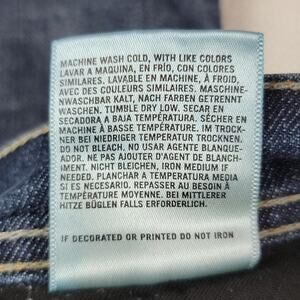 MACHINE WASH COLD, WITH LIKE COLORS
LAVAR A MAQUINA, EN FRÍO, CON COLORES
SIMILARES. LAVABLE EN MACHINE, À FROID,
AVEC DES COULEURS SIMILAIRES. MASCHINE-
NWASCHBAR KALT, NACH FARBEN GETRENNT
WASCHEN. TUMBLE DRY LOW. SECAR EN
SECADORA A BAJA TEMPÉRATURA. SÉCHER EN
MACHINE À BASSE TEMPÉRATURE. IM TROCK-
NER BEI NIEDRIGER TEMPERATUR TROCKNEN.
DO NOT BLEACH. NO USAR AGENTE BLANQUE-
ADOR. NE PAS AJOUTER D'AGENT DE BLANCH-
IMENT. NICHT BLEICHEN. IRON MEDIUM IF
NEEDED. PLANCHAR A TEMPERATURA MEDIA
SI ES NECESARIO. REPASSER AU BESOIN À
TEMPÉRATURE MOYENNE. BEI MITTLERER
HITZE BÜGLEN FALLS ERFORDERLICH.
IF DECORATED OR PRINTED DO NOT IRON